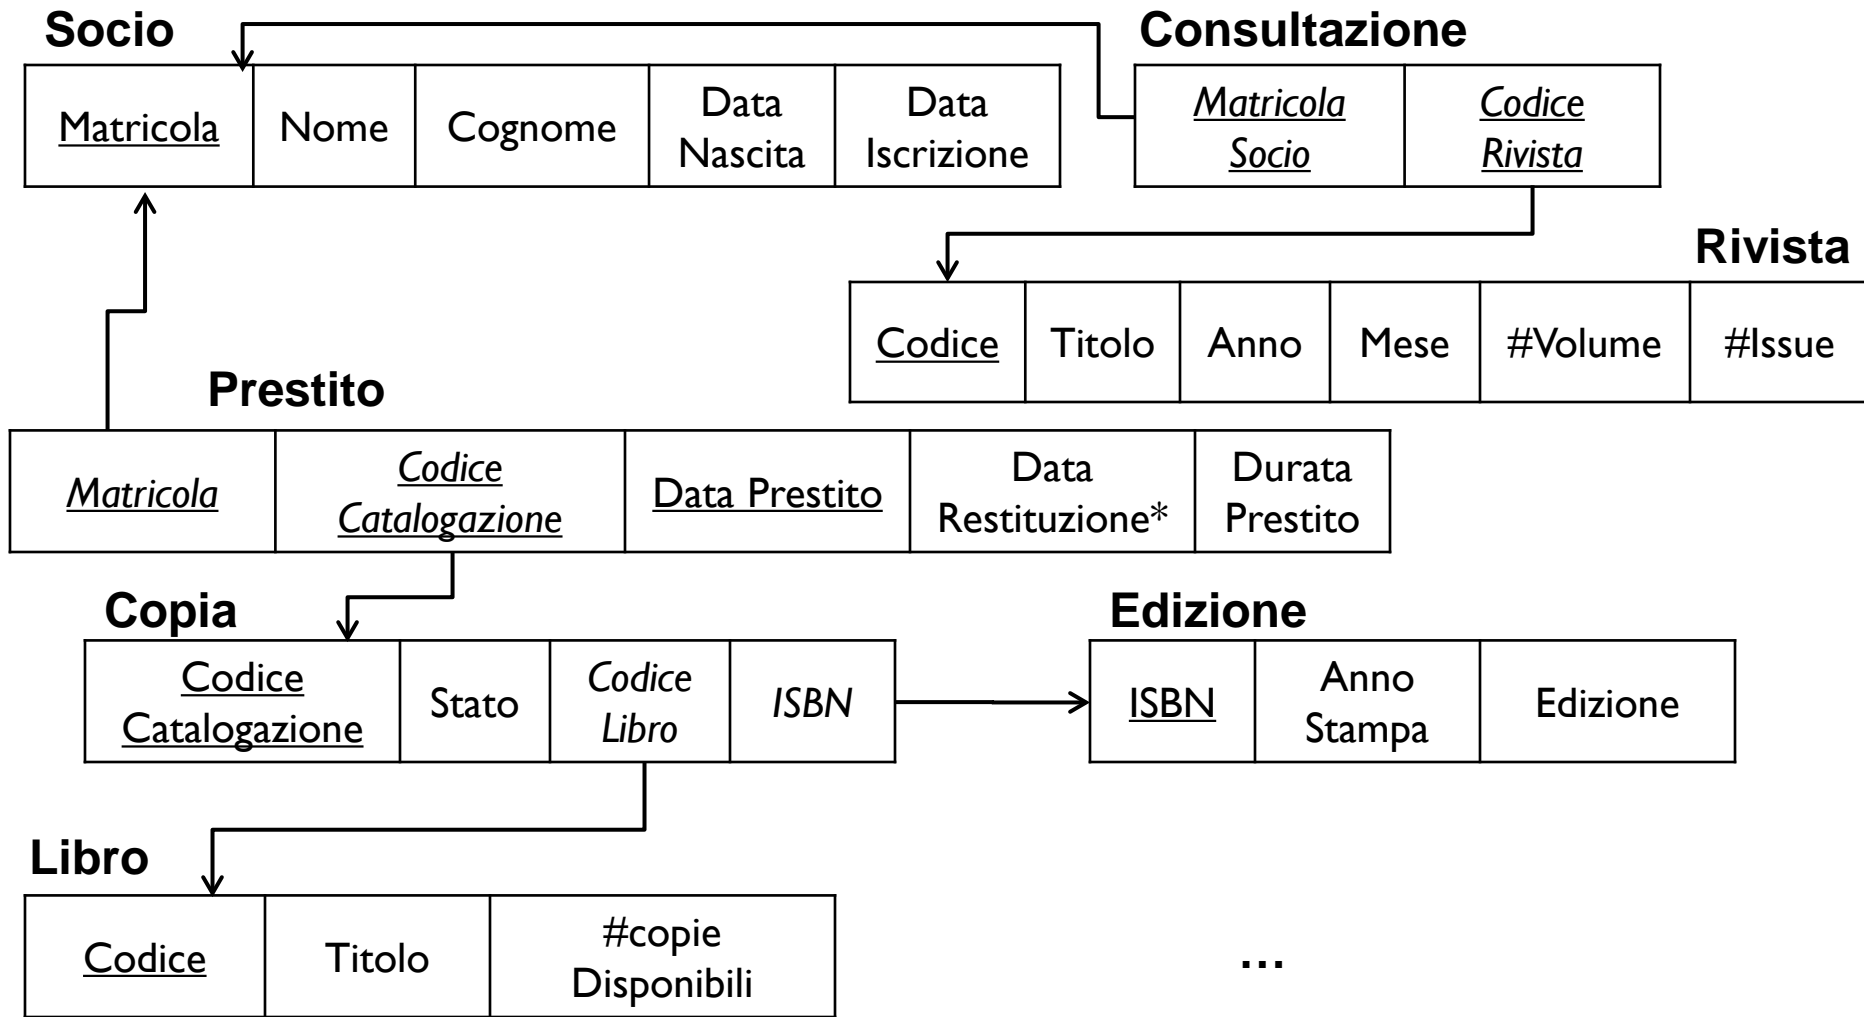 Socio
Consultazione
Matricola
Nome
Cognome
Data
Nascita
Data
Iscrizione
Matricola
Socio
Codice
Rivista
Rivista
Codice
Titolo
Anno
Mese
#Volume
#Issue
Prestito
Matricola
Codice
Catalogazione
Data Prestito
Data
Restituzione*
Durata
Prestito
Copia
Edizione
Codice
Catalogazione
Stato
Codice
Libro
ISBN
ISBN
Anno
Stampa
Edizione
Libro
Codice
Titolo
#copie
Disponibili
...